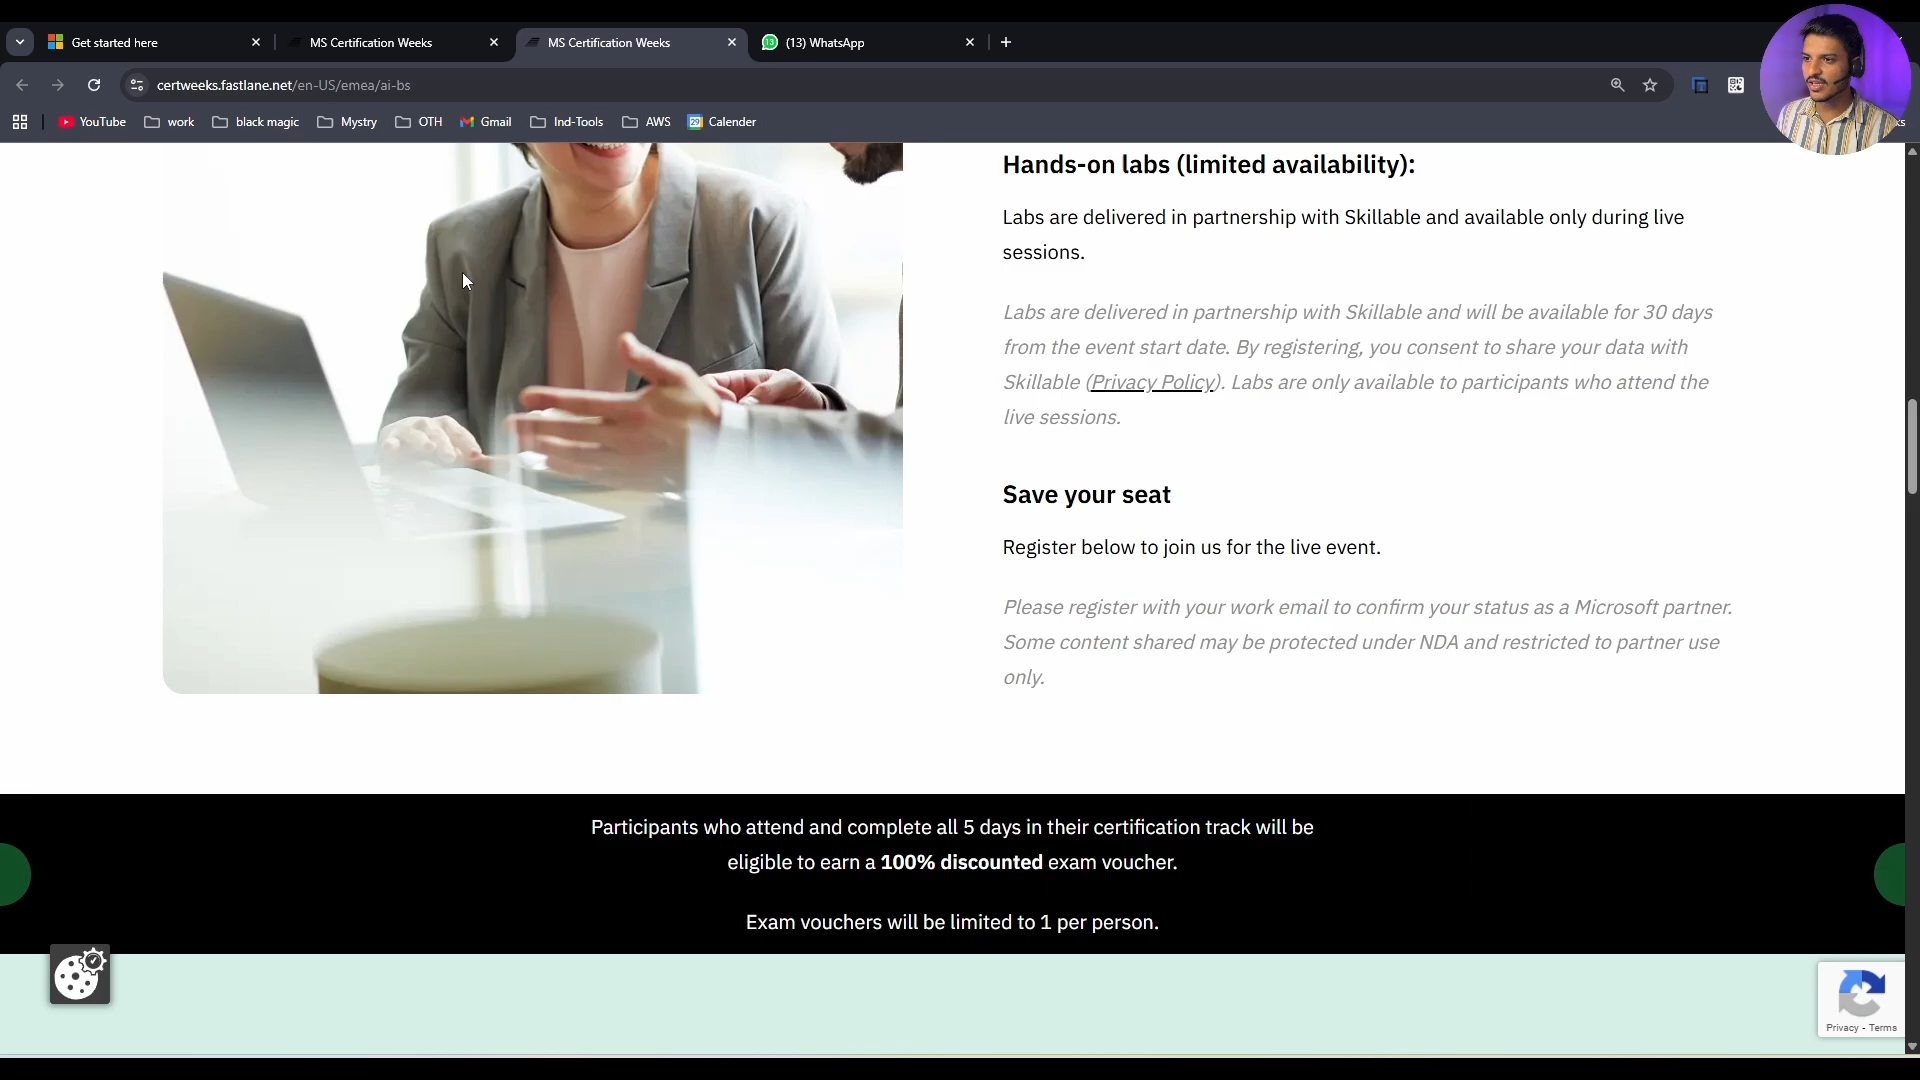 Get started here
MS Certification Weeks
MS Certification Weeks
(13) WhatsApp
certweeks.fastlane.net/en-US/emea/ai-bs
YouTube
work
black magic
Mystry
OTH
Gmail
Ind-Tools
AWS
Calender
Hands-on labs (limited availability):
Labs are delivered in partnership with Skillable and available only during live
sessions.
Labs are delivered in partnership with Skillable and will be available for 30 days
from the event start date. By registering, you consent to share your data with
Skillable (Privacy Policy). Labs are only available to participants who attend the
live sessions.
Save your seat
Register below to join us for the live event.
Please register with your work email to confirm your status as a Microsoft partner.
Some content shared may be protected under NDA and restricted to partner use
only.
Participants who attend and complete all 5 days in their certification track will be
eligible to earn a 100% discounted exam voucher.
Exam vouchers will be limited to 1 per person.
Privacy - Terms